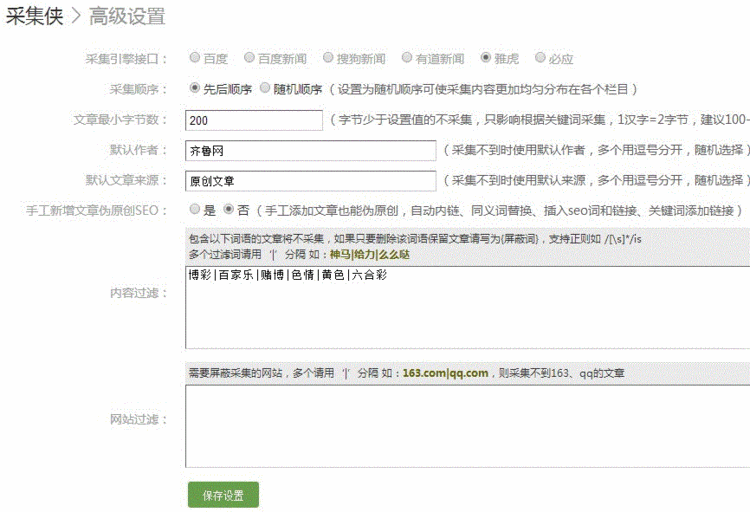 采集侠 > 高级设置
采集引擎接口： 百度 百度新闻 搜狗新闻 有道新闻 雅虎 必应
采集顺序： 先后顺序 随机顺序（设置为随机顺序可使采集内容更加均匀分布在各个栏目）
文章最小字节数： 200 （字节少于设置值的不采集，只影响根据关键词采集，1汉字=2字节，建议100-
默认作者： 齐鲁网 （采集不到时使用默认作者，多个用逗号分开，随机选择）
默认文章来源： 原创文章 （采集不到时使用默认来源，多个用逗号分开，随机选择）
手工新增文章伪原创SEO： 是 否（手工添加文章也能伪原创，自动内链、同义词替换、插入seo词和链接、关键词添加链接）
包含以下词语的文章将不采集，如果只要删除该词语保留文章请写为{屏蔽词}，支持正则如 /[\s]*/is
多个过滤词请用 '|' 分隔 如：神马|给力|么么哒
内容过滤： 博彩|百家乐|赌博|色情|黄色|六合彩
需要屏蔽采集的网站，多个请用 '|' 分隔 如：163.com|qq.com，则采集不到163、qq的文章
网站过滤：
保存设置